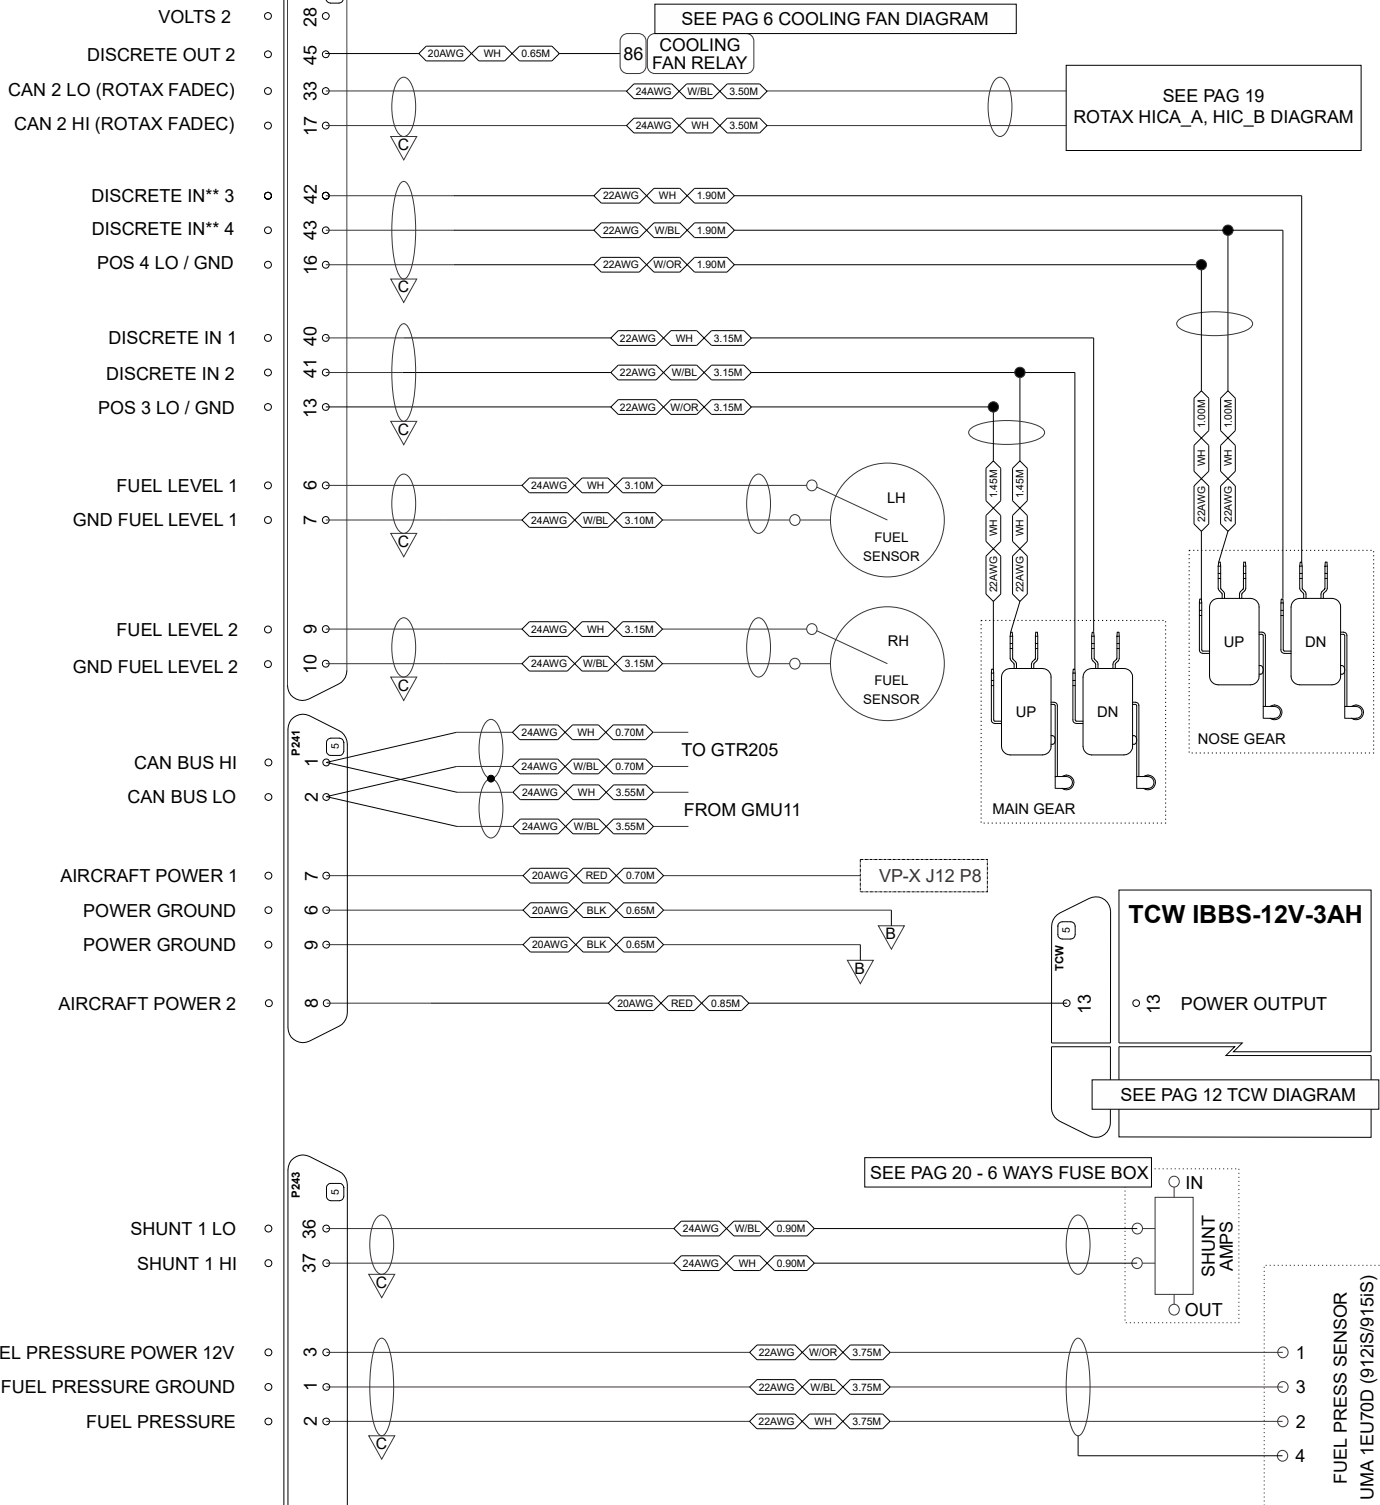 VOLTS 2 28
SEE PAG 6 COOLING FAN DIAGRAM
DISCRETE OUT 2 45 20AWG WH 0.65M 86 COOLING FAN RELAY
CAN 2 LO (ROTAX FADEC) 33 24AWG W/BL 3.50M
CAN 2 HI (ROTAX FADEC) 17 24AWG WH 3.50M
C
SEE PAG 19
ROTAX HICA_A, HIC_B DIAGRAM
DISCRETE IN** 3 42 22AWG WH 1.90M
DISCRETE IN** 4 43 22AWG W/BL 1.90M
POS 4 LO / GND 16 22AWG W/OR 1.90M
C
DISCRETE IN 1 40 22AWG WH 3.15M
DISCRETE IN 2 41 22AWG W/BL 3.15M
POS 3 LO / GND 13 22AWG W/OR 3.15M
C
22AWG WH 1.00M
22AWG WH 1.00M
22AWG WH 1.45M
22AWG WH 1.45M
FUEL LEVEL 1 6 24AWG WH 3.10M
GND FUEL LEVEL 1 7 24AWG W/BL 3.10M
C
LH
FUEL
SENSOR
FUEL LEVEL 2 9 24AWG WH 3.15M
GND FUEL LEVEL 2 10 24AWG W/BL 3.15M
C
RH
FUEL
SENSOR
UP DN
NOSE GEAR
UP DN
MAIN GEAR
P241 5
CAN BUS HI 1
CAN BUS LO 2
24AWG WH 0.70M
24AWG W/BL 0.70M
TO GTR205
24AWG WH 3.55M
24AWG W/BL 3.55M
FROM GMU11
AIRCRAFT POWER 1 7 20AWG RED 0.70M VP-X J12 P8
POWER GROUND 6 20AWG BLK 0.65M B
POWER GROUND 9 20AWG BLK 0.65M B
AIRCRAFT POWER 2 8 20AWG RED 0.85M
TCW 5
13
TCW IBBS-12V-3AH
13 POWER OUTPUT
SEE PAG 12 TCW DIAGRAM
P243 5
SEE PAG 20 - 6 WAYS FUSE BOX
SHUNT 1 LO 36 24AWG W/BL 0.90M
SHUNT 1 HI 37 24AWG WH 0.90M
C
IN
SHUNT
AMPS
OUT
EL PRESSURE POWER 12V 3 22AWG W/OR 3.75M 1
FUEL PRESSURE GROUND 1 22AWG W/BL 3.75M 3
FUEL PRESSURE 2 22AWG WH 3.75M 2
C
4
FUEL PRESS SENSOR
UMA 1EU70D (912iS/915iS)